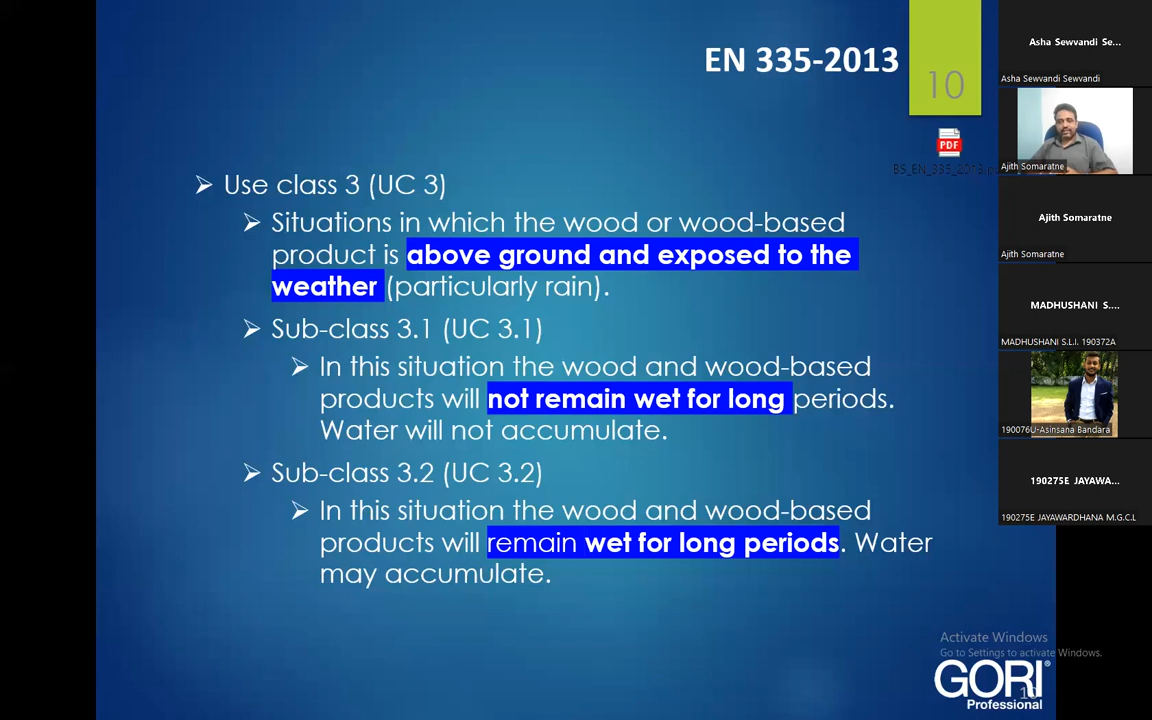 EN 335-2013
10
PDF
BS_EN_335_2013.p
Use class 3 (UC 3)
Situations in which the wood or wood-based
product is above ground and exposed to the
weather (particularly rain).
Sub-class 3.1 (UC 3.1)
In this situation the wood and wood-based
products will not remain wet for long periods.
Water will not accumulate.
Sub-class 3.2 (UC 3.2)
In this situation the wood and wood-based
products will remain wet for long periods. Water
may accumulate.
Activate Windows
Go to Settings to activate Windows.
GORI®
Professional
10
Asha Sewvandi Se...
Asha Sewvandi Sewvandi
Ajith Somaratne
Ajith Somaratne
Ajith Somaratne
MADHUSHANI S....
MADHUSHANI S.L.I. 190372A
190076U-Asinsana Bandara
190275E JAYAWA...
190275E JAYAWARDHANA M.G.C.L